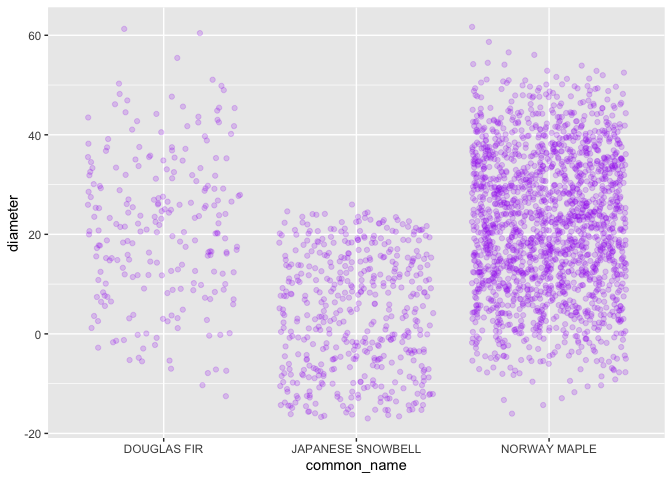 60
40
20
0
-20
diameter
DOUGLAS FIR
JAPANESE SNOWBELL
NORWAY MAPLE
common_name